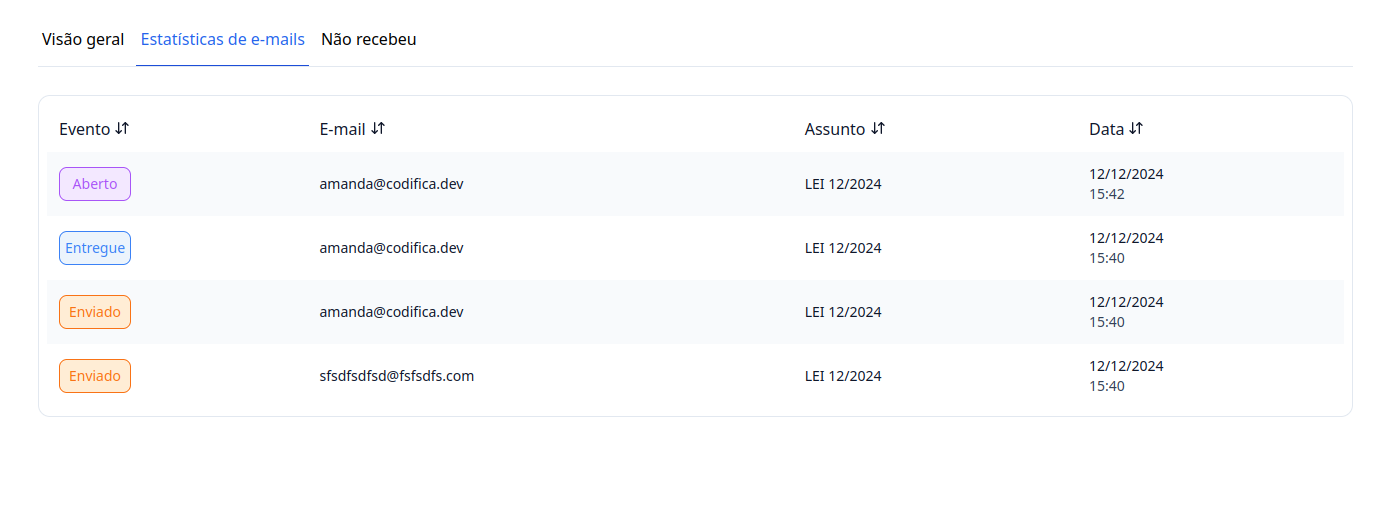 Visão geral Estatísticas de e-mails Não recebeu
Evento E-mail Assunto Data
Aberto amanda@codifica.dev LEI 12/2024 12/12/2024
15:42
Entregue amanda@codifica.dev LEI 12/2024 12/12/2024
15:40
Enviado amanda@codifica.dev LEI 12/2024 12/12/2024
15:40
Enviado sfsdfsdfsd@fsfsdfs.com LEI 12/2024 12/12/2024
15:40